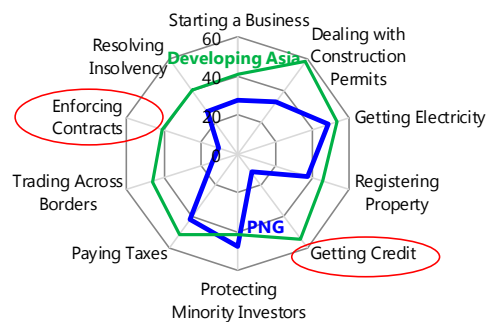 Starting a Business
60
Dealing with
Construction
Permits
Resolving
Insolvency
Developing Asia
40
Enforcing
Contracts
20
Getting Electricity
0
Trading Across
Borders
Registering
Property
PNG
Paying Taxes
Getting Credit
Protecting
Minority Investors